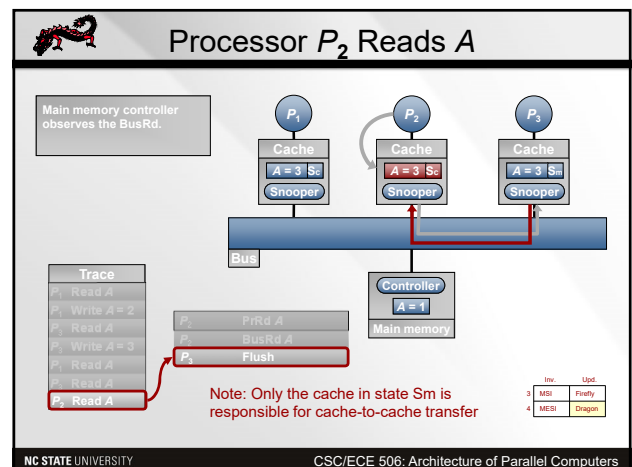 Processor P2 Reads A
Main memory controller
observes the BusRd.
P1
P2
P3
Cache
Cache
Cache
A = 3 Sc
A = 3 Sc
A = 3 Sm
Snooper
Snooper
Snooper
Bus
Controller
A = 1
Main memory
Trace
P1 Read A
P1 Write A = 2
Read A
Write A = 3
P1 Read A
Read A
P2 Read A
P2 PrRd A
P2 BusRd A
P3 Flush
Note: Only the cache in state Sm is
responsible for cache-to-cache transfer
Inv. Upd.
3 MSI Firefly
4 MESI Dragon
NC STATE UNIVERSITY
CSC/ECE 506: Architecture of Parallel Computers